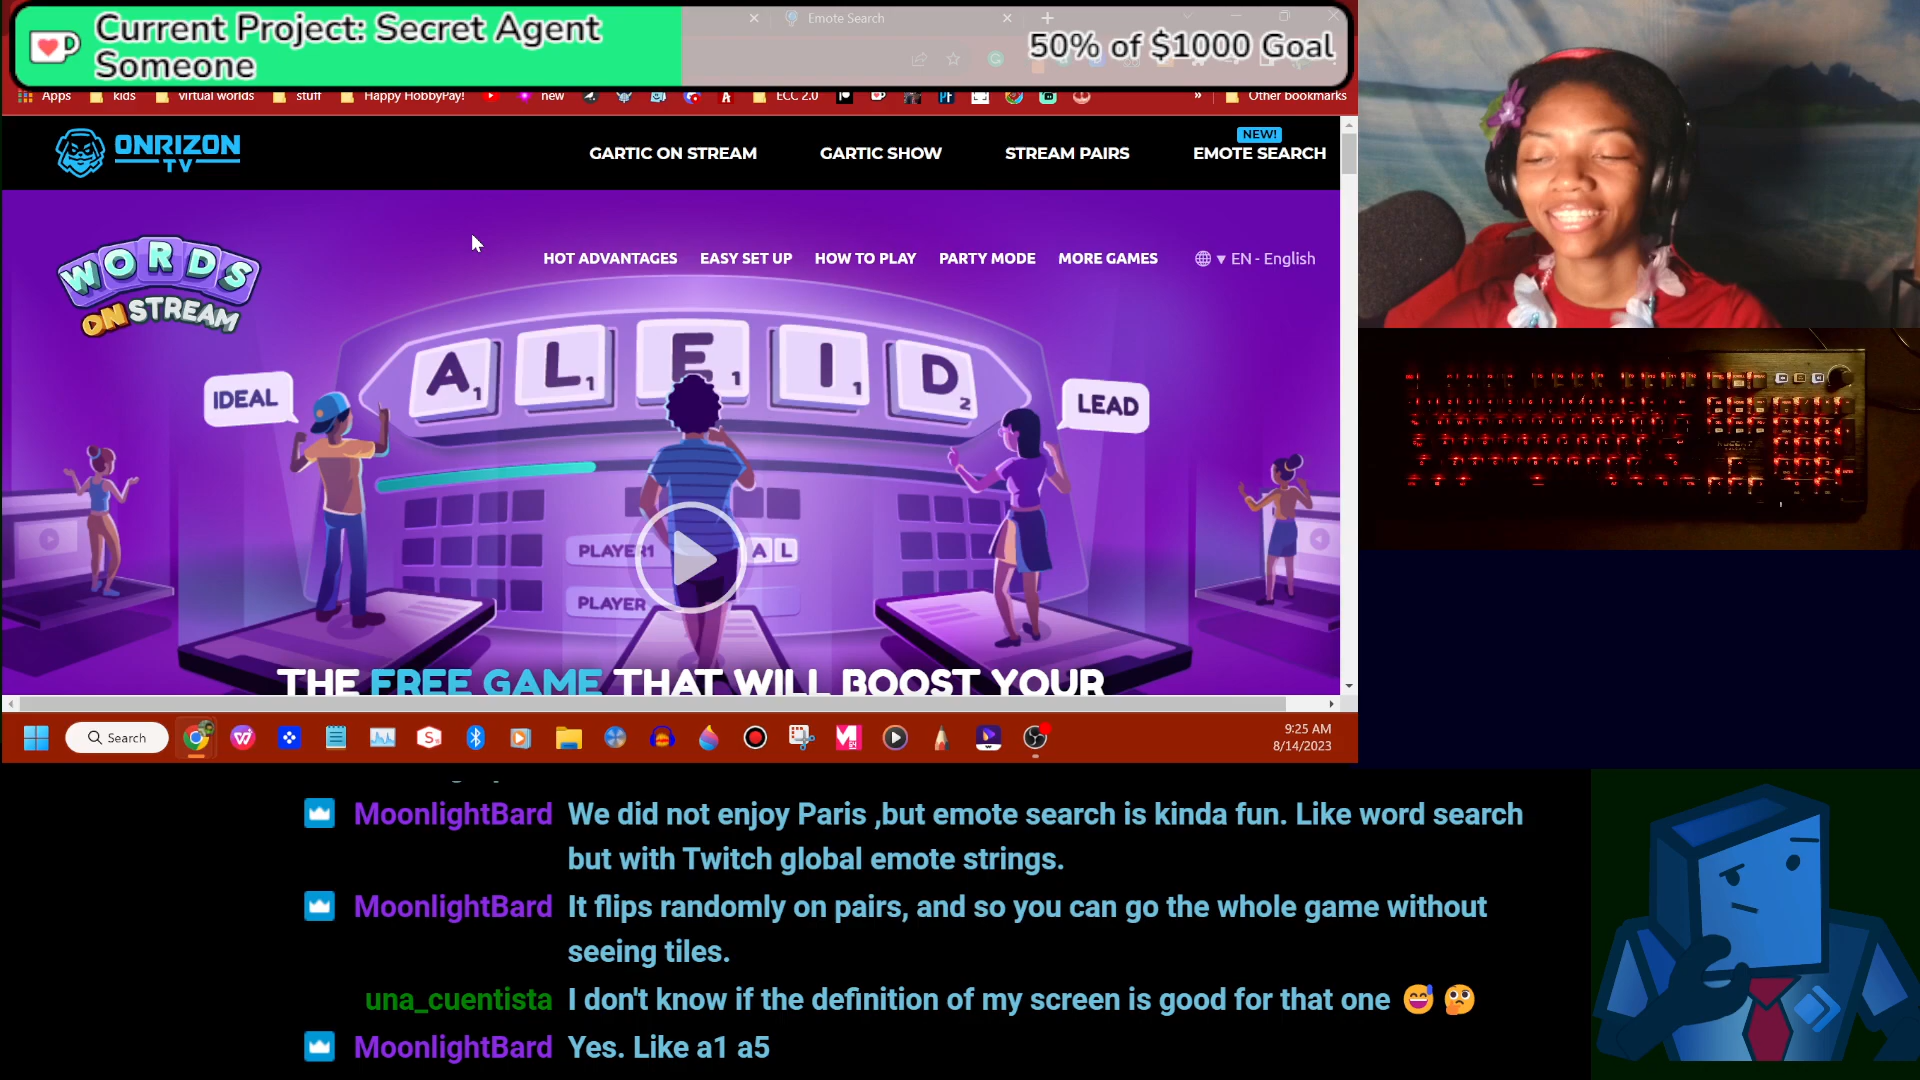 Current Project: Secret Agent
Someone
50% of $1000 Goal
Emote Search
Apps kids virtual worlds stuff Happy HobbyPay! new ECC 2.0 » Other bookmarks
ONRIZON
TV
GARTIC ON STREAM GARTIC SHOW STREAM PAIRS NEW! EMOTE SEARCH
WORDS
ON STREAM
HOT ADVANTAGES EASY SET UP HOW TO PLAY PARTY MODE MORE GAMES EN - English
A1 L1 E1 I1 D2
IDEAL
LEAD
PLAYER1 A L
PLAYER
THE FREE GAME THAT WILL BOOST YOUR
Search
9:25 AM
8/14/2023
MoonlightBard We did not enjoy Paris ,but emote search is kinda fun. Like word search
but with Twitch global emote strings.
MoonlightBard It flips randomly on pairs, and so you can go the whole game without
seeing tiles.
una_cuentista I don't know if the definition of my screen is good for that one 😅 🤔
MoonlightBard Yes. Like a1 a5